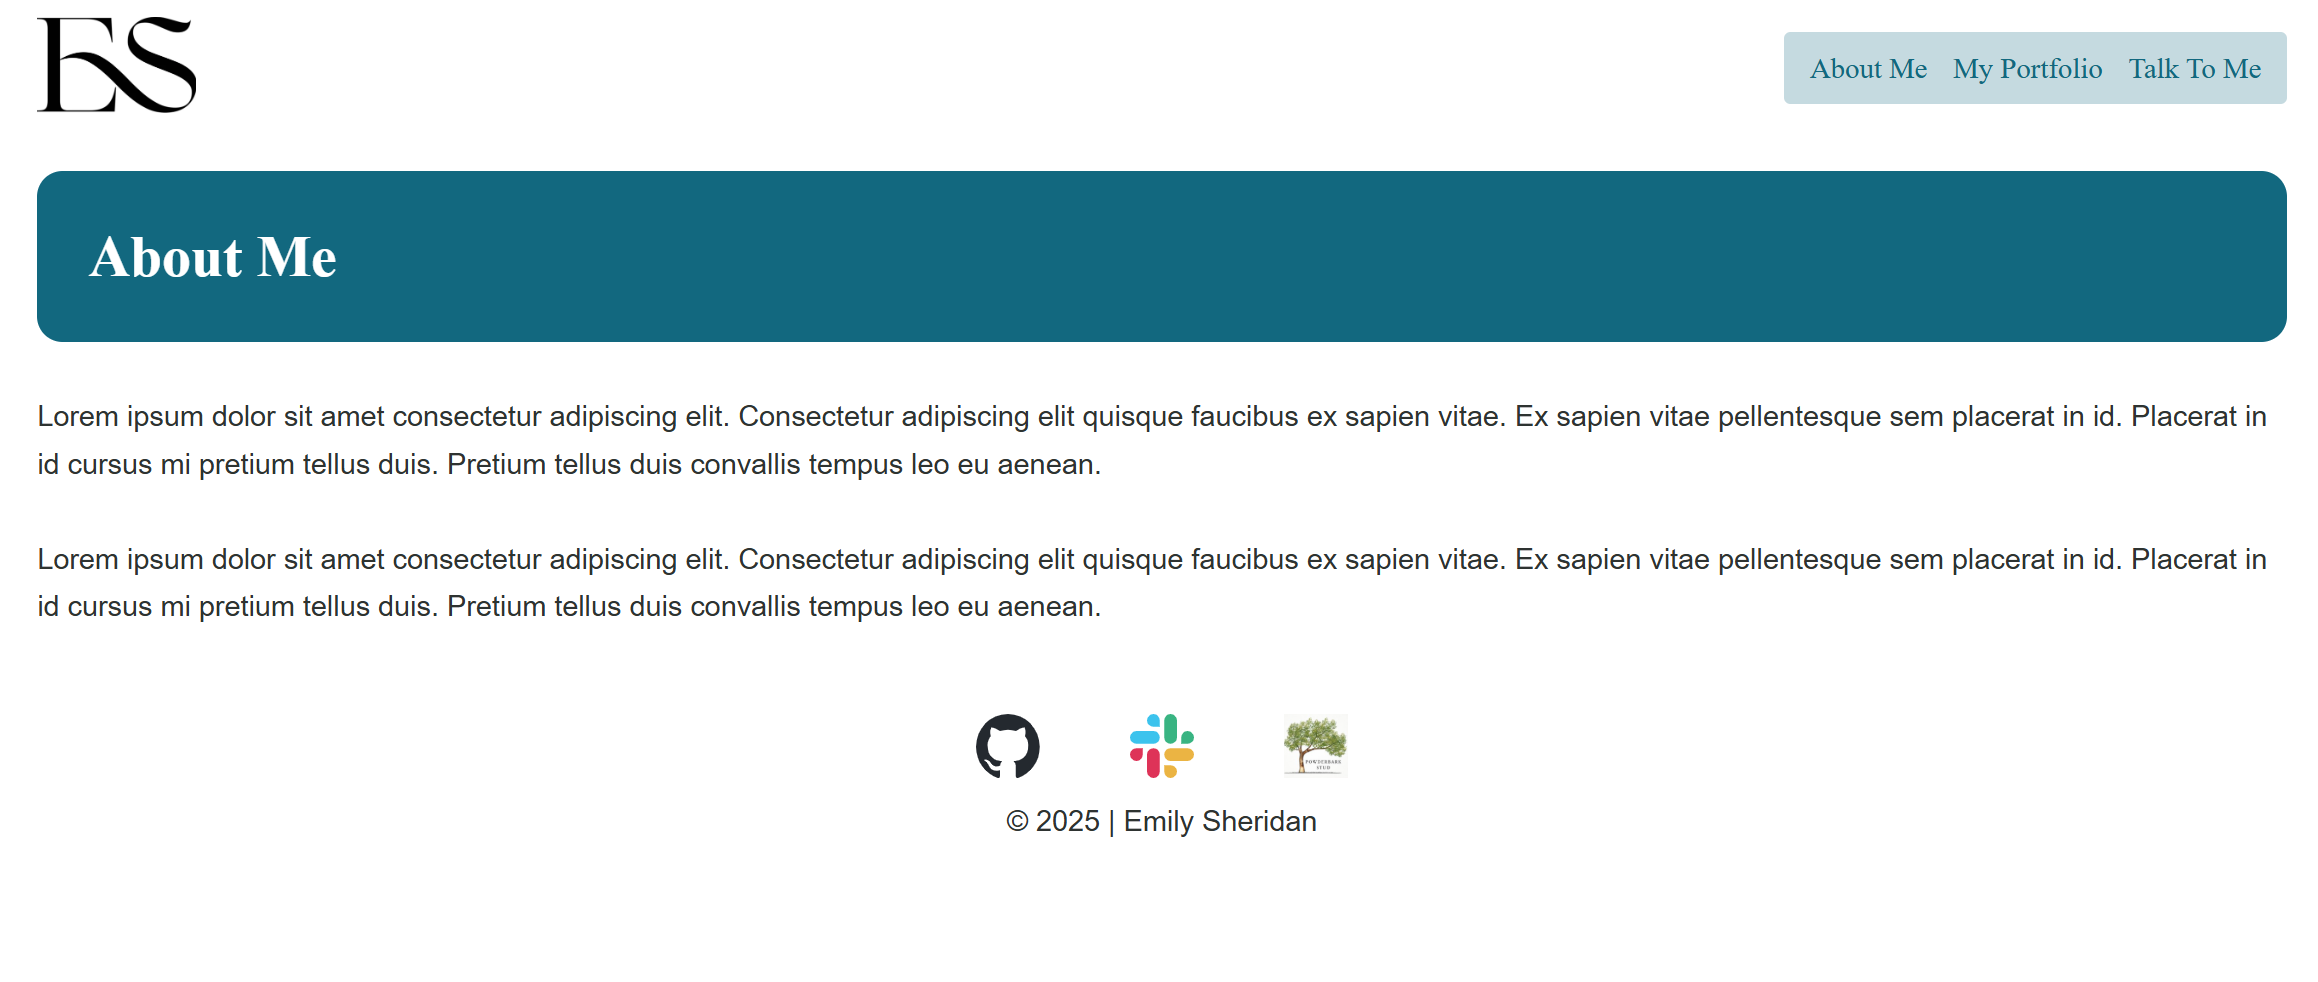 ES
About Me My Portfolio Talk To Me
About Me
Lorem ipsum dolor sit amet consectetur adipiscing elit. Consectetur adipiscing elit quisque faucibus ex sapien vitae. Ex sapien vitae pellentesque sem placerat in id. Placerat in
id cursus mi pretium tellus duis. Pretium tellus duis convallis tempus leo eu aenean.
Lorem ipsum dolor sit amet consectetur adipiscing elit. Consectetur adipiscing elit quisque faucibus ex sapien vitae. Ex sapien vitae pellentesque sem placerat in id. Placerat in
id cursus mi pretium tellus duis. Pretium tellus duis convallis tempus leo eu aenean.
POWDERBARK
STUD
© 2025 | Emily Sheridan